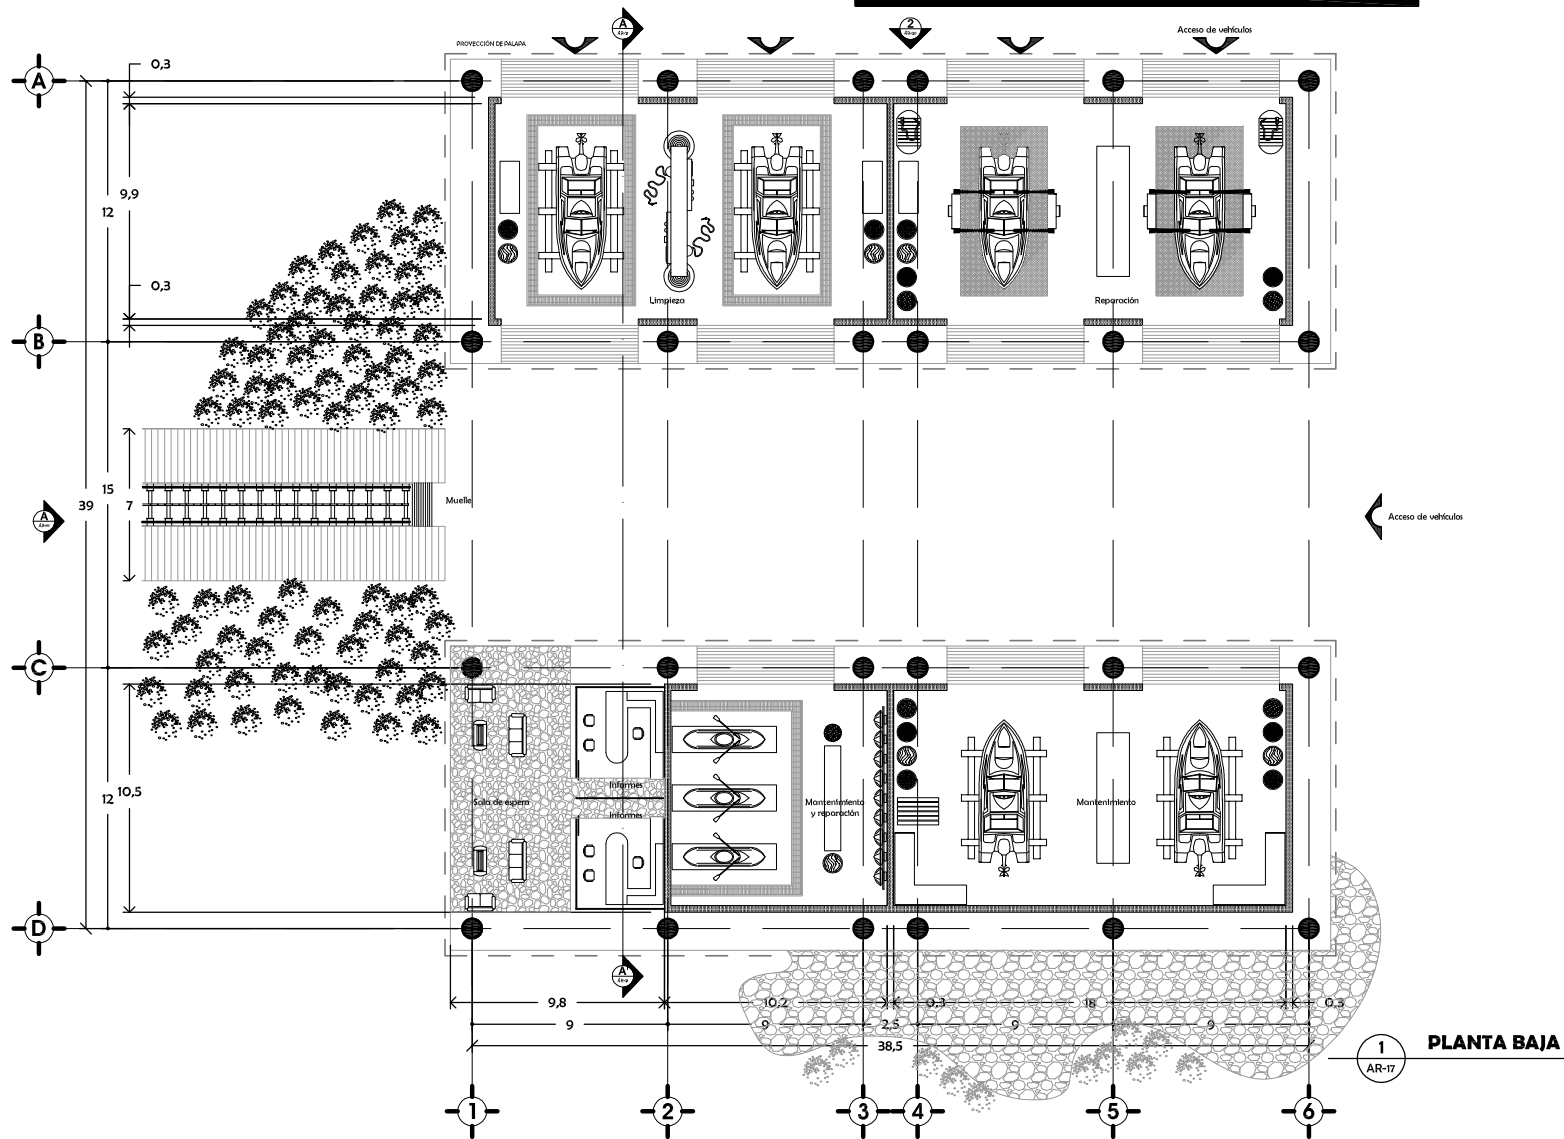 A
2
PROYECCIÓN DE PALAPA
Acceso de vehículos
A
0,3
9,9
12
0,3
Limpieza
Reparación
B
15
39
7
Muelle
A
Acceso de vehículos
C
12
10,5
Sala de espera
Informes
Informes
Mantenimiento
y reparación
Mantenimiento
D
A'
9,8
10,2
0,3
18
0,3
9
9
2,5
9
9
38,5
1
AR-17
PLANTA BAJA
1
2
3
4
5
6